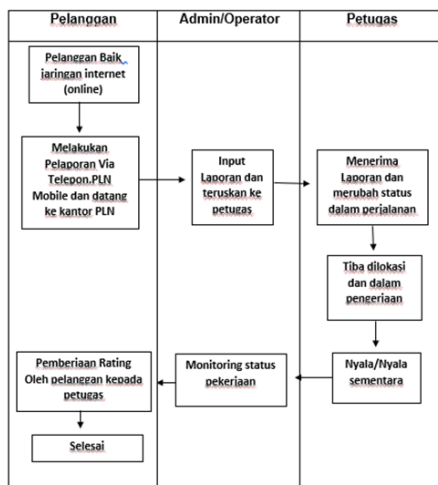 Pelanggan
Admin/Operator
Petugas
Pelanggan Baik
jaringan internet
(online)
Melakukan
Pelaporan Via
Telepon.PLN
Mobile dan datang
ke kantor PLN
Input
Laporan dan
teruskan ke
petugas
Menerima
Laporan dan
merubah status
dalam perjalanan
Tiba dilokasi
dan dalam
pengerjaan
Nyala/Nyala
sementara
Monitoring status
pekerjaan
Pemberiaan Rating
Oleh pelanggan kepada
petugas
Selesai